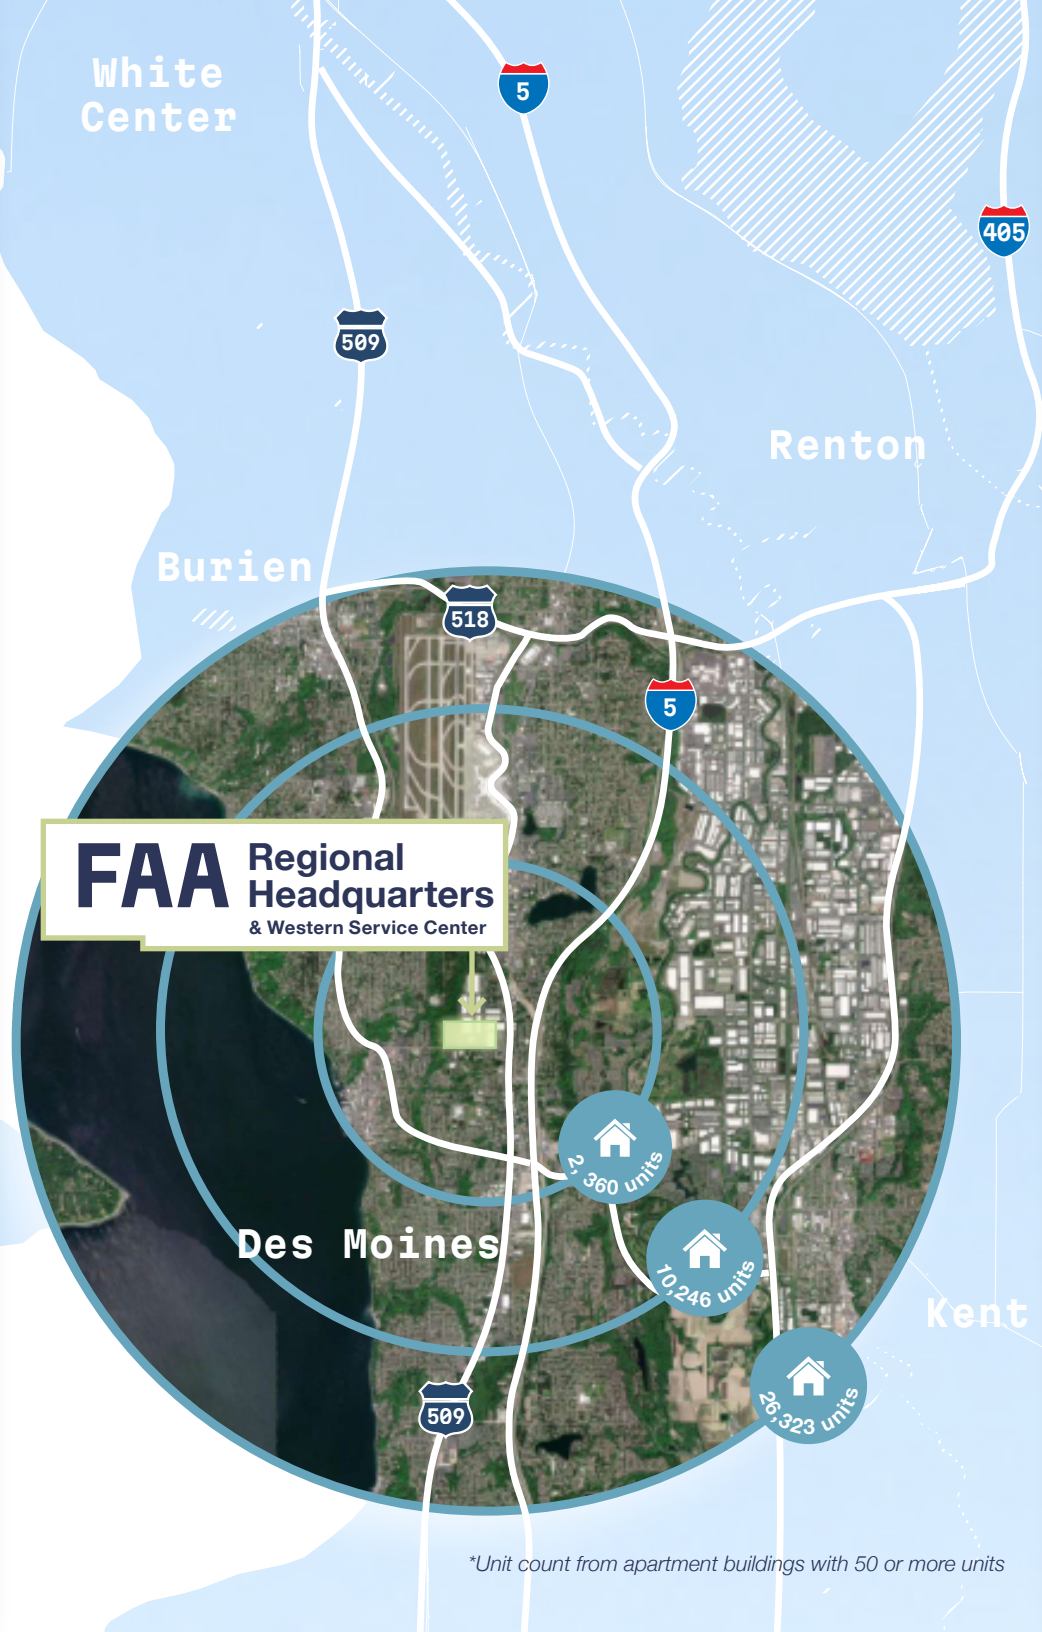 White
Center
5
405
509
Renton
Burien
518
5
FAA Regional
Headquarters
& Western Service Center
2,360 units
Des Moines
10,246 units
Kent
26,323 units
509
*Unit count from apartment buildings with 50 or more units